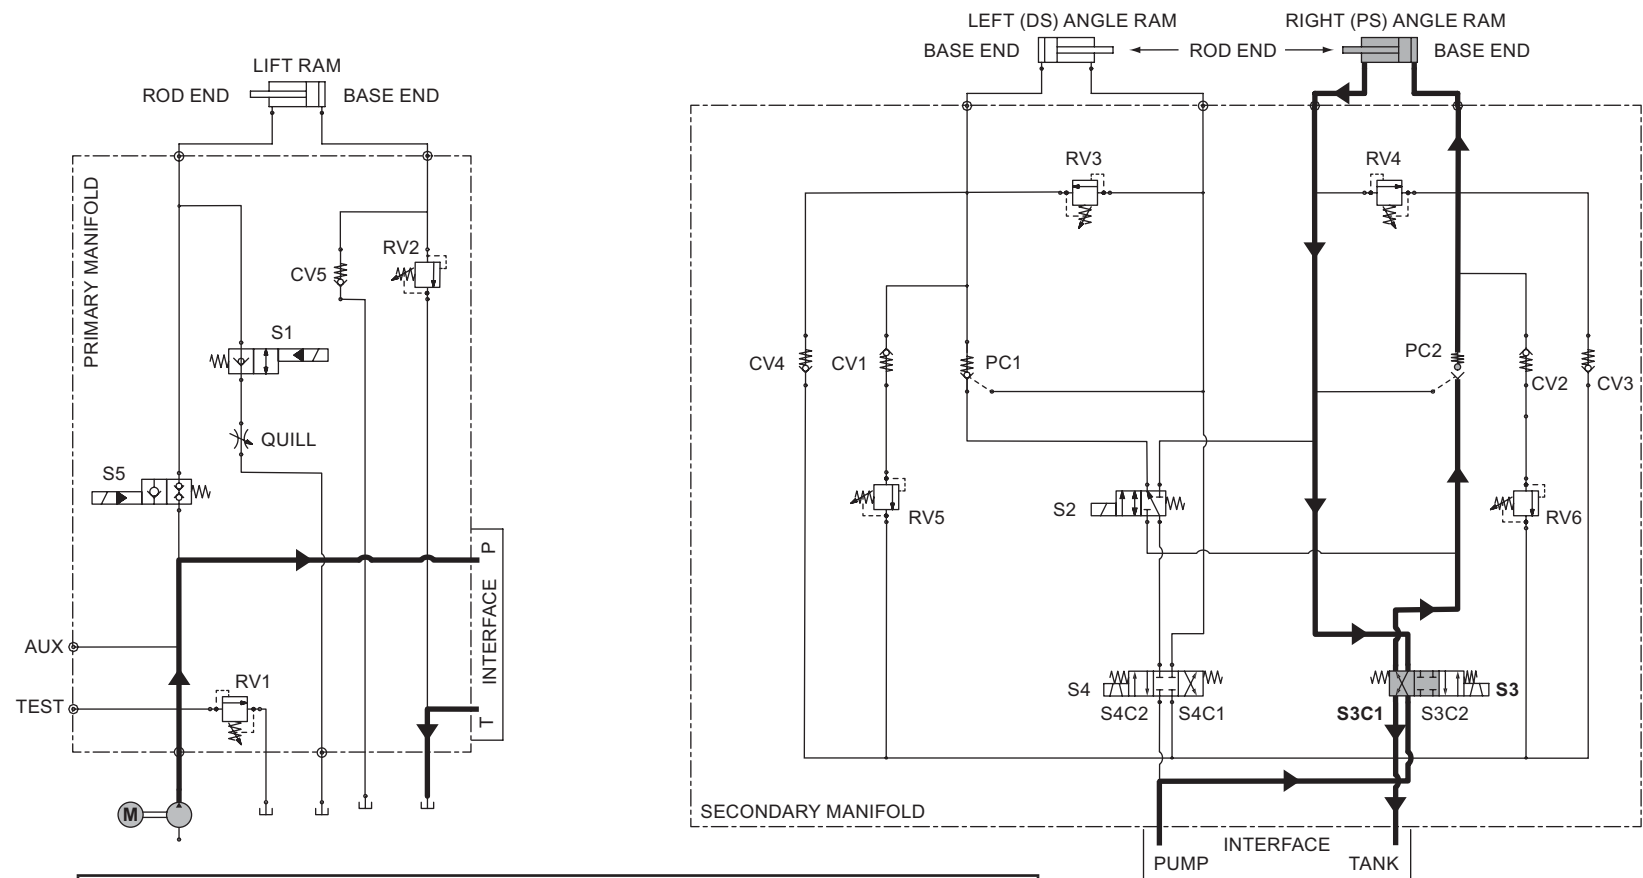 LIFT RAM
ROD END
BASE END
PRIMARY MANIFOLD
CV5
RV2
S1
QUILL
S5
P
INTERFACE
T
AUX
TEST
RV1
M
LEFT (DS) ANGLE RAM
RIGHT (PS) ANGLE RAM
BASE END
ROD END
BASE END
RV3
RV4
CV4
CV1
PC1
PC2
CV2
CV3
RV5
S2
RV6
S4
S4C2
S4C1
S3C1
S3C2
S3
SECONDARY MANIFOLD
INTERFACE
PUMP
TANK